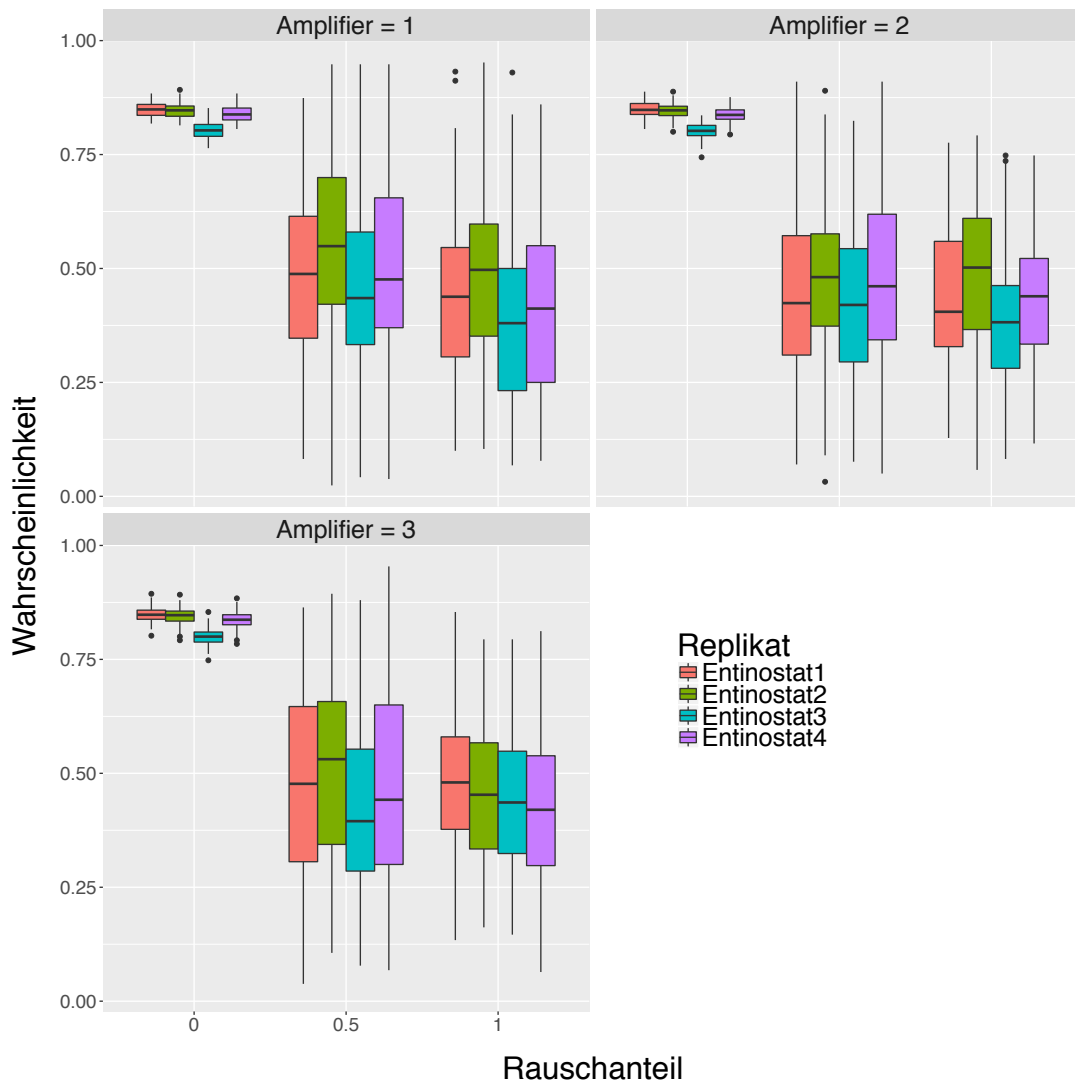 Amplifier = 1
Amplifier = 2
1.00
0.75
0.50
0.25
0.00
Wahrscheinlichkeit
Amplifier = 3
1.00
0.75
0.50
0.25
0.00
0
0.5
1
Rauschanteil
Replikat
Entinostat1
Entinostat2
Entinostat3
Entinostat4